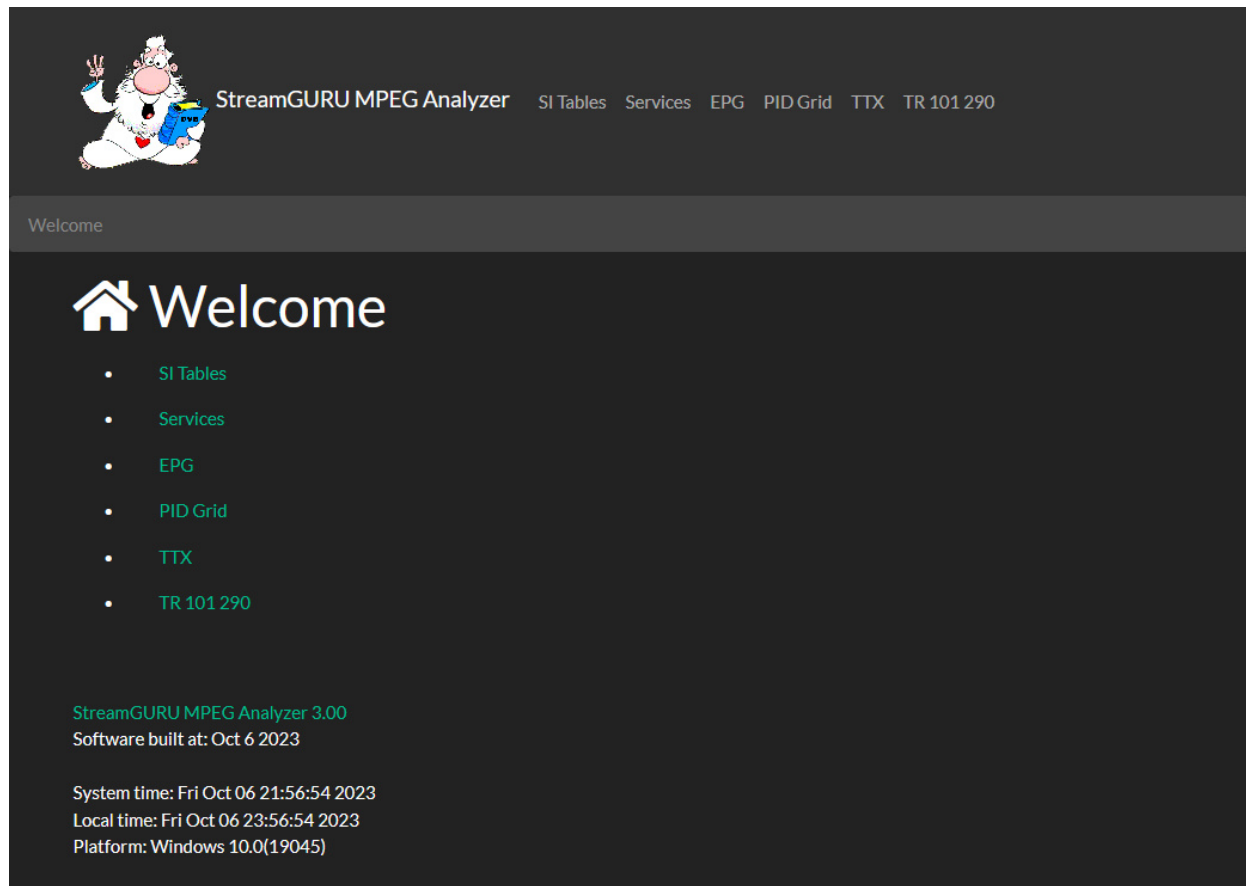 DVB
StreamGURU MPEG Analyzer SI Tables Services EPG PID Grid TTX TR 101 290
Welcome
Welcome
SI Tables
Services
EPG
PID Grid
TTX
TR 101 290
StreamGURU MPEG Analyzer 3.00
Software built at: Oct 6 2023
System time: Fri Oct 06 21:56:54 2023
Local time: Fri Oct 06 23:56:54 2023
Platform: Windows 10.0(19045)